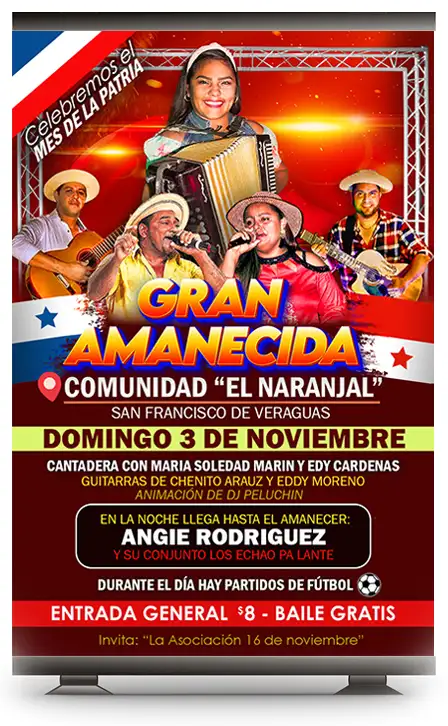 Celebremos el
MES DE LA PATRIA
GRAN
AMANECIDA
COMUNIDAD “EL NARANJAL”
SAN FRANCISCO DE VERAGUAS
DOMINGO 3 DE NOVIEMBRE
CANTADERA CON MARIA SOLEDAD MARIN Y EDY CARDENAS
GUITARRAS DE CHENITO ARAUZ Y EDDY MORENO
ANIMACIÓN DE DJ PELUCHIN
EN LA NOCHE LLEGA HASTA EL AMANECER:
ANGIE RODRIGUEZ
Y SU CONJUNTO LOS ECHAO PA LANTE
DURANTE EL DÍA HAY PARTIDOS DE FÚTBOL
ENTRADA GENERAL $8 - BAILE GRATIS
Invita: “La Asociación 16 de noviembre”